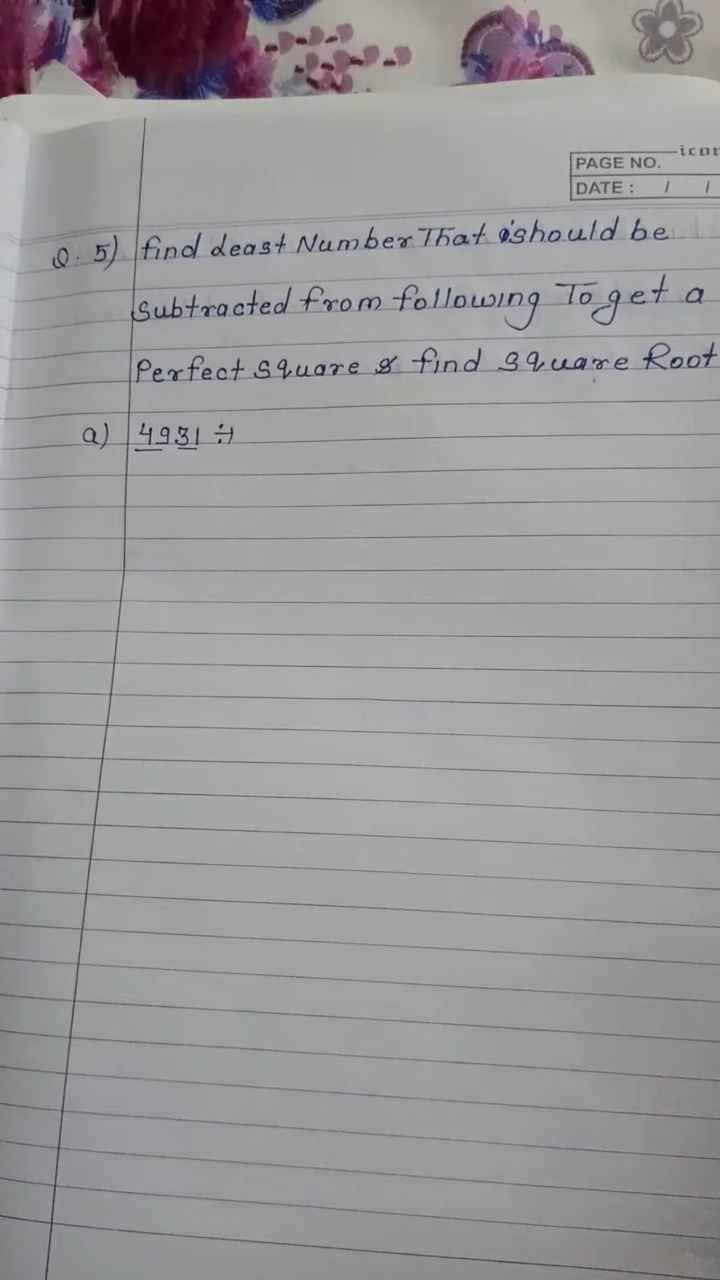 icon
PAGE NO.
DATE : / /
Q. 5) find Least Number That should be
Subtracted from following To get a
Perfect square & find square Root
a) 4931 ÷